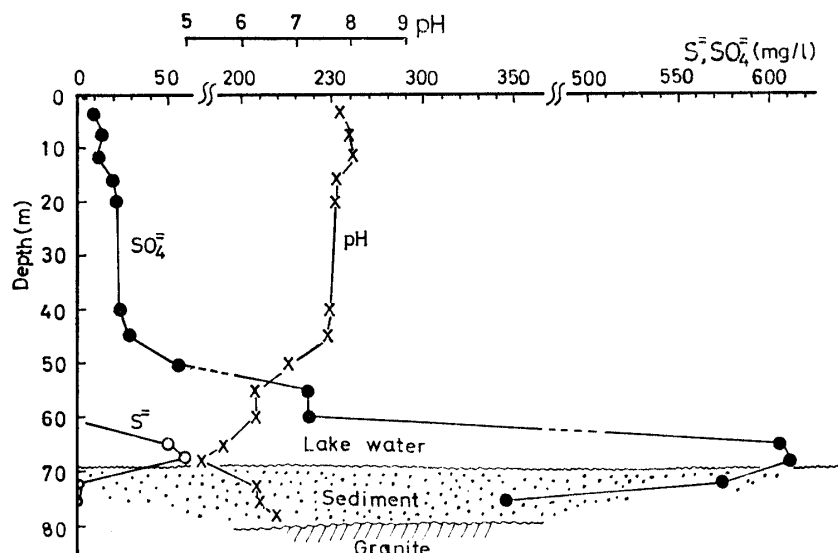 5 6 7 8 9 pH
S=, SO4= (mg/l)
0 50 200 230 300 350 500 550 600
0
10
20
30
40
50
60
70
80
Depth (m)
SO4=
pH
S=
Lake water
Sediment
Granite